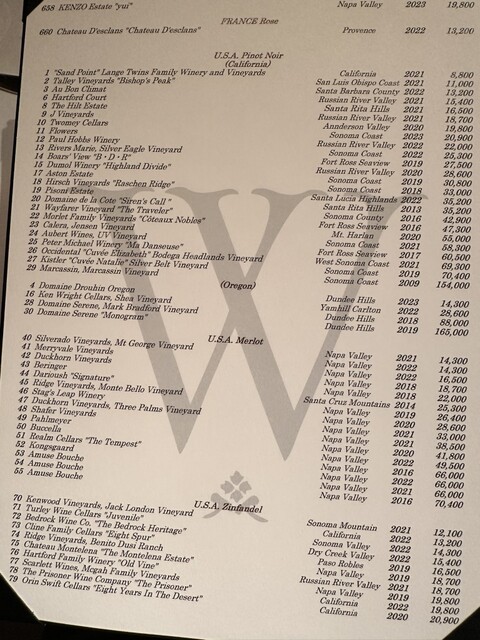 658 KENZO Estate "yui" Napa Valley 2023 19,800
FRANCE Rose
660 Chateau D'esclans "Chateau D'esclans" Provence 2022 13,200
U.S.A. Pinot Noir
(California)
1 "Sand Point" Lange Twins Family Winery and Vineyards California 2021 8,800
2 Talley Vineyards "Bishop's Peak" San Luis Obispo Coast 2021 11,000
3 Au Bon Climat Santa Barbara County 2022 13,200
6 Hartford Court Russian River Valley 2021 15,400
8 The Hilt Estate Santa Rita Hills 2021 16,500
9 J Vineyards Russian River Valley 2021 18,700
10 Twomey Cellars Annderson Valley 2020 19,800
11 Flowers Sonoma Coast 2023 20,900
12 Paul Hobbs Winery Russian River Valley 2022 22,000
13 Rivers Marie, Silver Eagle Vineyard Sonoma Coast 2022 25,300
14 Boars' View "B・D・R" Fort Ross Seaview 2019 27,500
15 Dumol Winery "Highland Divide" Russian River Valley 2020 28,600
17 Aston Estate Sonoma Coast 2019 30,800
18 Hirsch Vineyards "Raschen Ridge" Sonoma Coast 2018 33,000
19 Pisoni Estate Santa Lucia Highlands 2022 35,200
20 Domaine de la Cote "Siren's Call" Santa Rita Hills 2013 35,200
21 Wayfarer Vineyard "The Traveler" Sonoma County 2016 42,900
22 Morlet Family Vineyards "Côteaux Nobles" Fort Ross Seaview 2016 47,300
23 Calera, Jensen Vineyard Mt. Harlan 2020 55,000
24 Aubert Wines, UV Vineyard Sonoma Coast 2021 58,300
25 Peter Michael Winery "Ma Danseuse" Fort Ross Seaview 2017 60,500
26 Occidental "Cuvée Elizabeth" Bodega Headlands Vineyard West Sonoma Coast 2021 69,300
27 Kistler "Cuvée Natalie" Silver Belt Vineyard Sonoma Coast 2019 70,400
29 Marcassin, Marcassin Vineyard Sonoma Coast 2009 154,000
(Oregon)
4 Domaine Drouhin Oregon Dundee Hills 2023 14,300
16 Ken Wright Cellars, Shea Vineyard Yamhill Carlton 2022 28,600
28 Domaine Serene, Mark Bradford Vineyard Dundee Hills 2018 88,000
30 Domaine Serene "Monogram" Dundee Hills 2019 165,000
U.S.A. Merlot
40 Silverado Vineyards, Mt George Vineyard Napa Valley 2021 14,300
41 Merryvale Vineyards Napa Valley 2022 14,300
42 Duckhorn Vineyards Napa Valley 2022 16,500
43 Beringer Napa Valley 2018 18,700
44 Darioush "Signature" Napa Valley 2018 22,000
45 Ridge Vineyards, Monte Bello Vineyard Santa Cruz Mountains 2014 25,300
46 Stag's Leap Winery Napa Valley 2019 26,400
47 Duckhorn Vineyards, Three Palms Vineyard Napa Valley 2020 28,600
48 Shafer Vineyards Napa Valley 2021 33,000
49 Pahlmeyer Napa Valley 2021 38,500
50 Buccella Napa Valley 2020 41,800
51 Realm Cellars "The Tempest" Napa Valley 2022 49,500
52 Kongsgaard Napa Valley 2016 66,000
53 Amuse Bouche Napa Valley 2022 66,000
54 Amuse Bouche Napa Valley 2021 66,000
55 Amuse Bouche Napa Valley 2016 70,400
U.S.A. Zinfandel
70 Kenwood Vineyards, Jack London Vineyard Sonoma Mountain 2021 12,100
71 Turley Wine Cellars "Juvenile" California 2022 13,200
72 Bedrock Wine Co. "The Bedrock Heritage" Sonoma Valley 2022 14,300
73 Cline Family Cellars "Eight Spur" Dry Creek Valley 2022 15,400
74 Ridge Vineyards, Benito Dusi Ranch Paso Robles 2019 16,500
75 Chateau Montelena "The Montelena Estate" Napa Valley 2019 18,700
76 Hartford Family Winery "Old Vine" Russian River Valley 2021 18,700
77 Scarlett Wines, Mcgah Family Vineyards Napa Valley 2019 19,800
78 The Prisoner Wine Company "The Prisoner" California 2022 19,800
79 Orin Swift Cellars "Eight Years In The Desert" California 2020 20,900
W